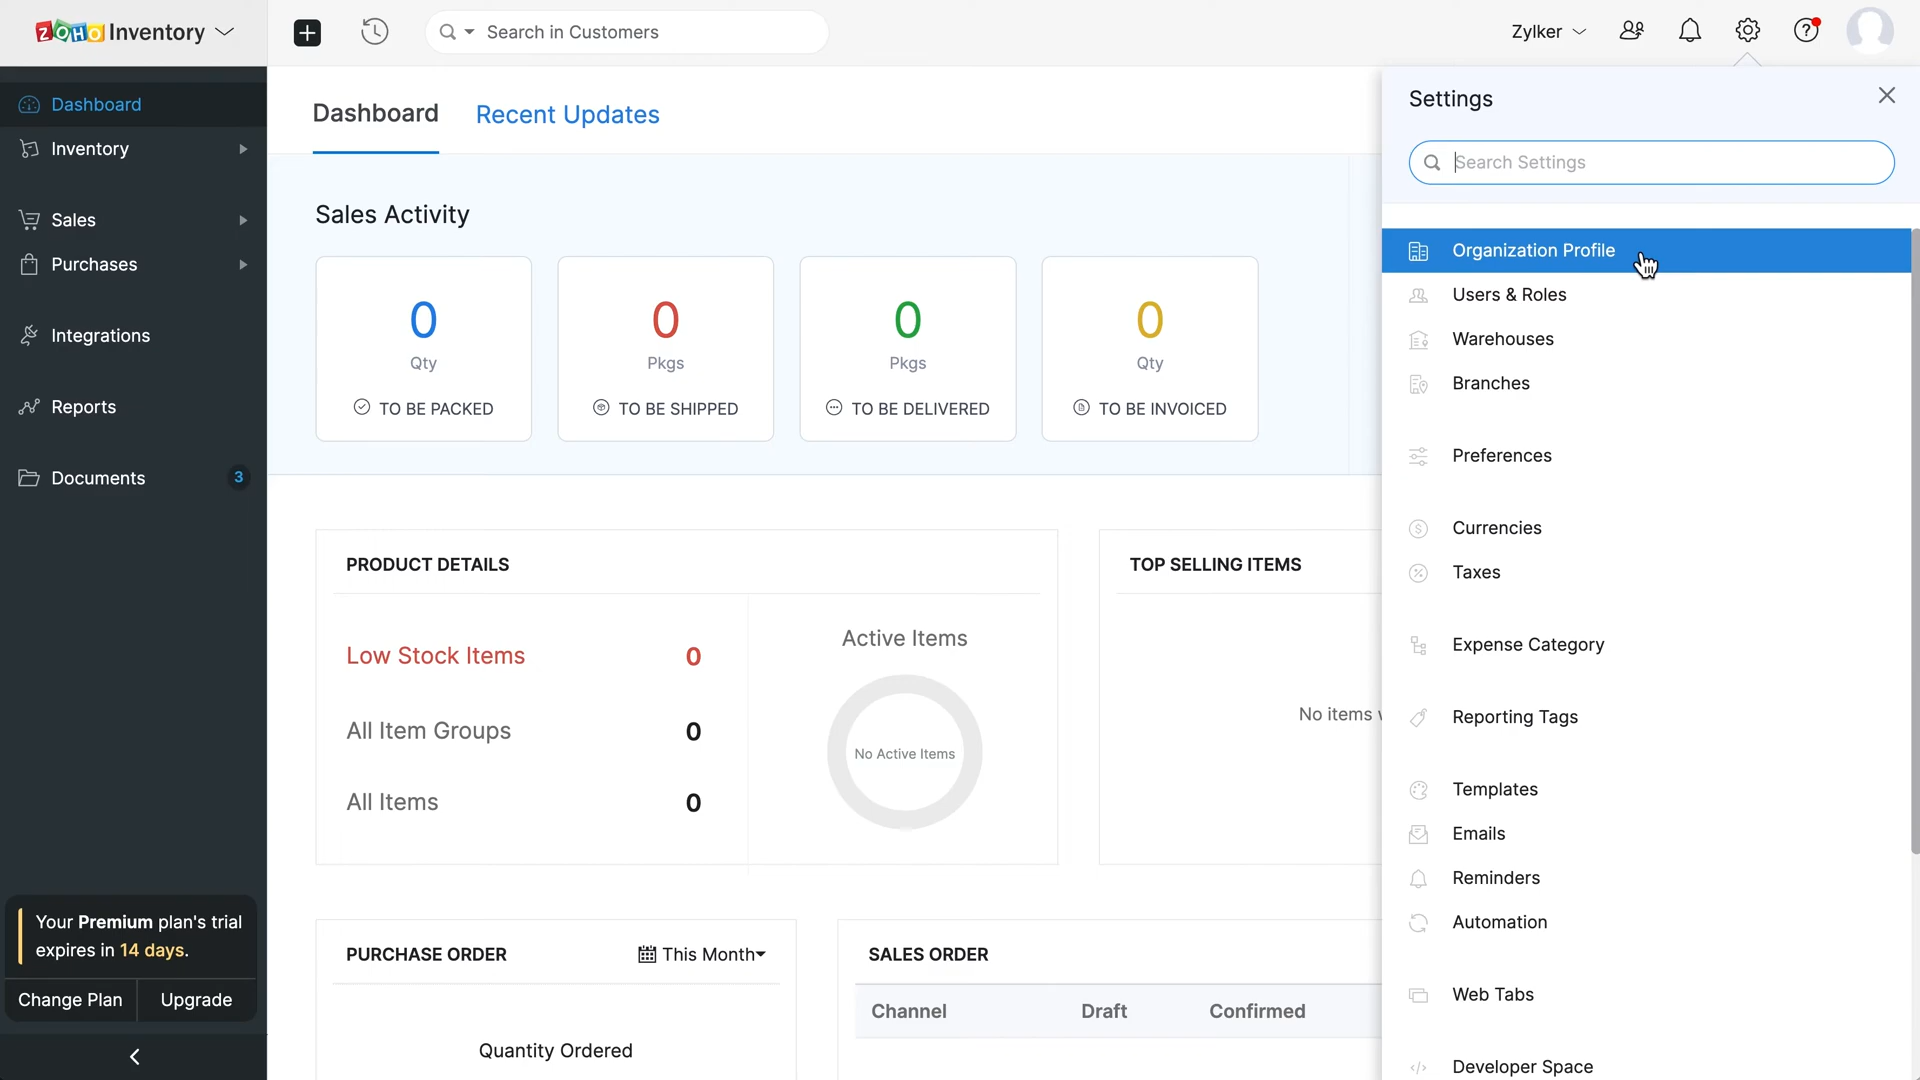 ZOHO Inventory
Search in Customers
Zylker
Dashboard
Inventory
Sales
Purchases
Integrations
Reports
Documents 3
Your Premium plan's trial
expires in 14 days.
Change Plan Upgrade
Dashboard Recent Updates
Sales Activity
0 0 0 0
Qty Pkgs Pkgs Qty
TO BE PACKED TO BE SHIPPED TO BE DELIVERED TO BE INVOICED
PRODUCT DETAILS
Low Stock Items 0
All Item Groups 0
All Items 0
Active Items
No Active Items
TOP SELLING ITEMS
No items
PURCHASE ORDER This Month
Quantity Ordered
SALES ORDER
Channel Draft Confirmed
Settings
Search Settings
Organization Profile
Users & Roles
Warehouses
Branches
Preferences
Currencies
Taxes
Expense Category
Reporting Tags
Templates
Emails
Reminders
Automation
Web Tabs
Developer Space